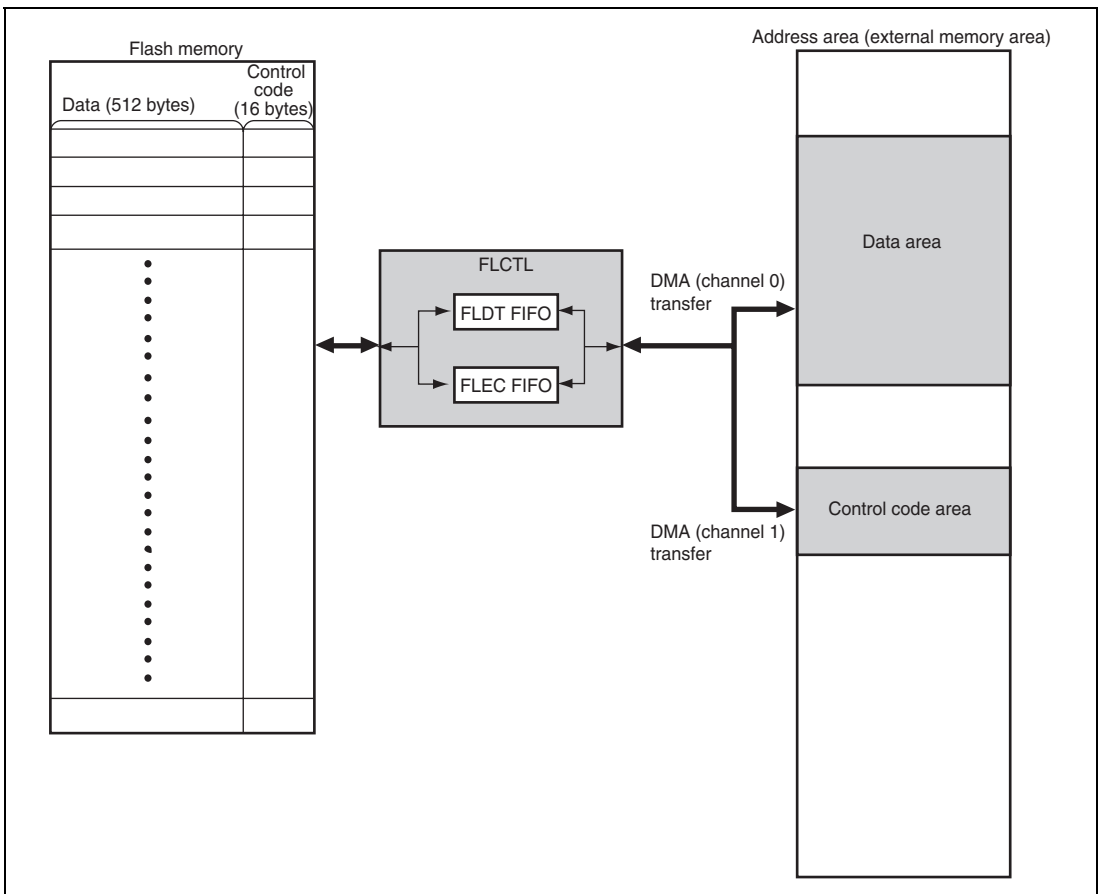 Flash memory
Control
code
(16 bytes)
Data (512 bytes)
Address area (external memory area)
FLCTL
FLDT FIFO
FLEC FIFO
DMA (channel 0)
transfer
Data area
DMA (channel 1)
transfer
Control code area